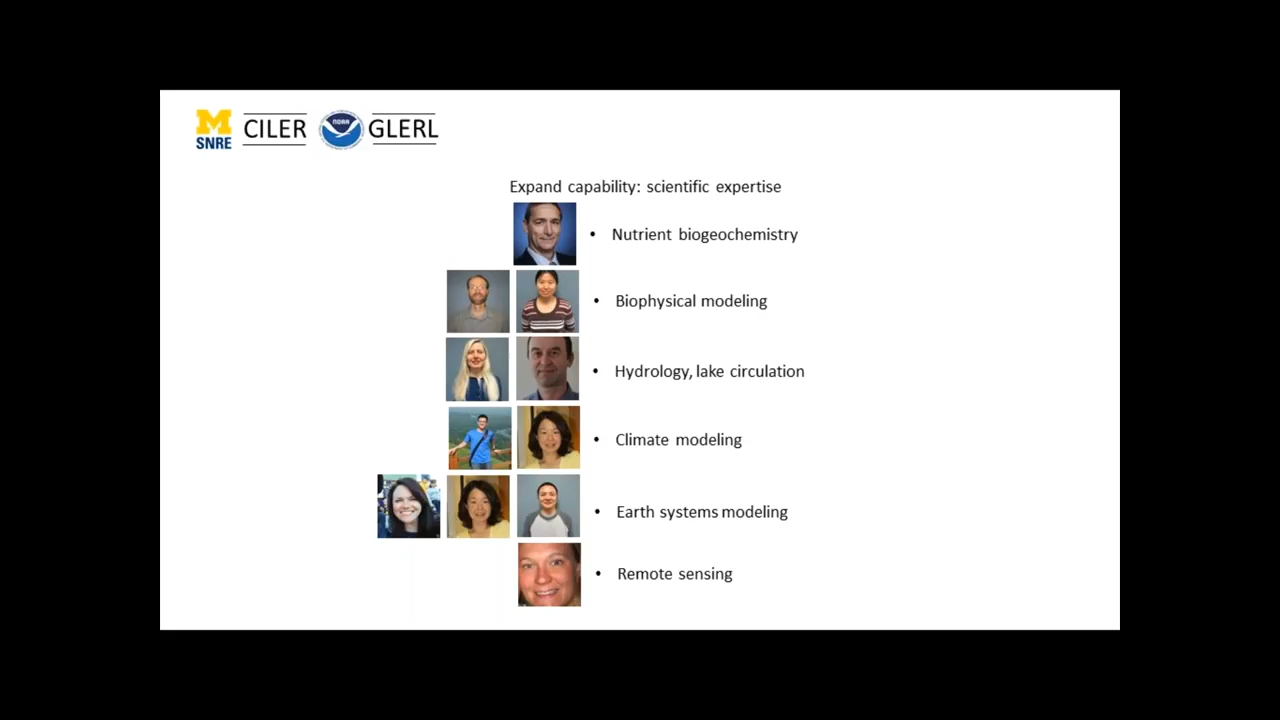 M
SNRE
CILER
NOAA
GLERL
Expand capability: scientific expertise
• Nutrient biogeochemistry
• Biophysical modeling
• Hydrology, lake circulation
• Climate modeling
• Earth systems modeling
• Remote sensing